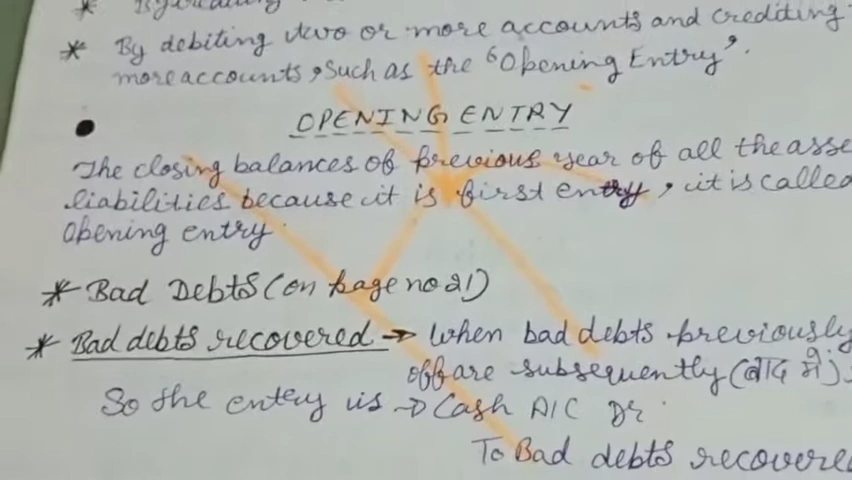 * By
* By debiting two or more accounts and crediting
more accounts, Such as the "Opening Entry".
OPENING ENTRY
The closing balances of previous year of all the asse
liabilities because it is first entry, it is called
Opening entry.
* Bad Debts (on page no 21)
* Bad debts recovered → When bad debts previously
off are subsequently (बाद में).
So the entry is → Cash A/C Dr
To Bad debts recovere